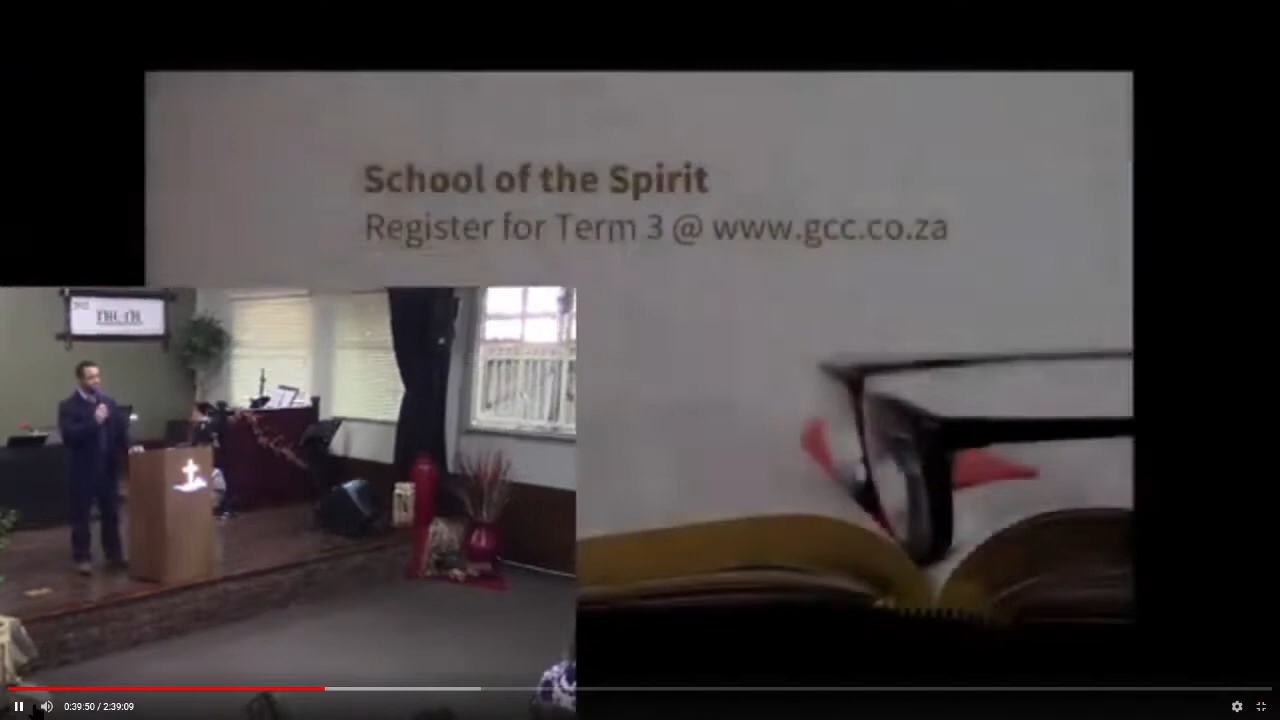 School of the Spirit
Register for Term 3 @ www.gcc.co.za
0:39:50 / 2:39:09